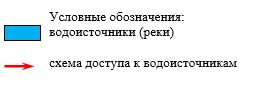 Условные обозначения:
водоисточники (реки)
схема доступа к водоисточникам